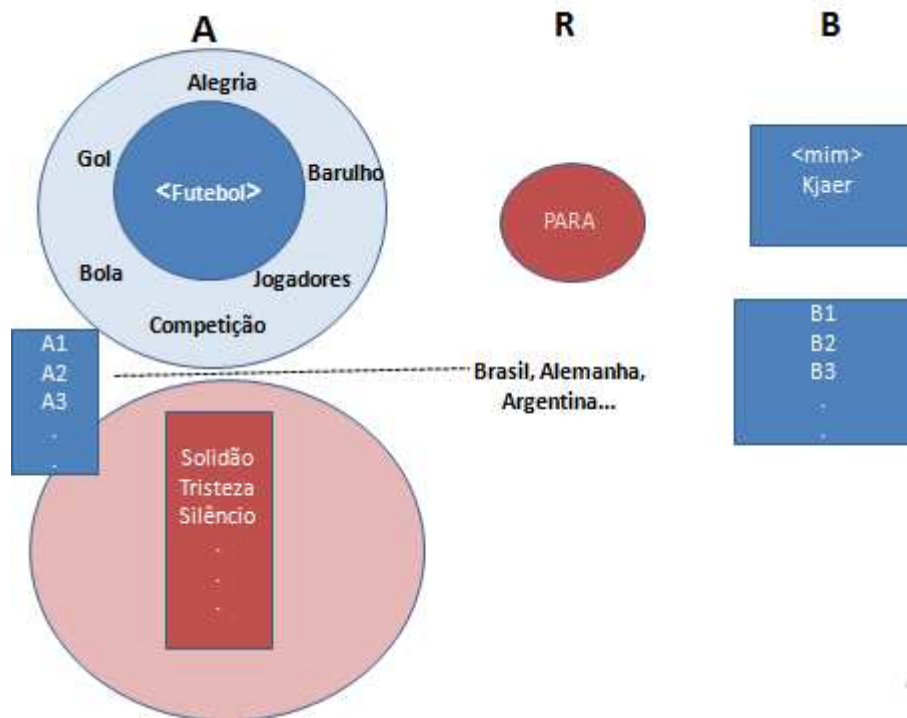 A
R
B
Alegria
Gol
Barulho
<Futebol>
Bola
Jogadores
Competição
PARA
<mim>
Kjaer
A1
A2
A3
.
.
Brasil, Alemanha,
Argentina...
B1
B2
B3
.
.
Solidão
Tristeza
Silêncio
.
.
.